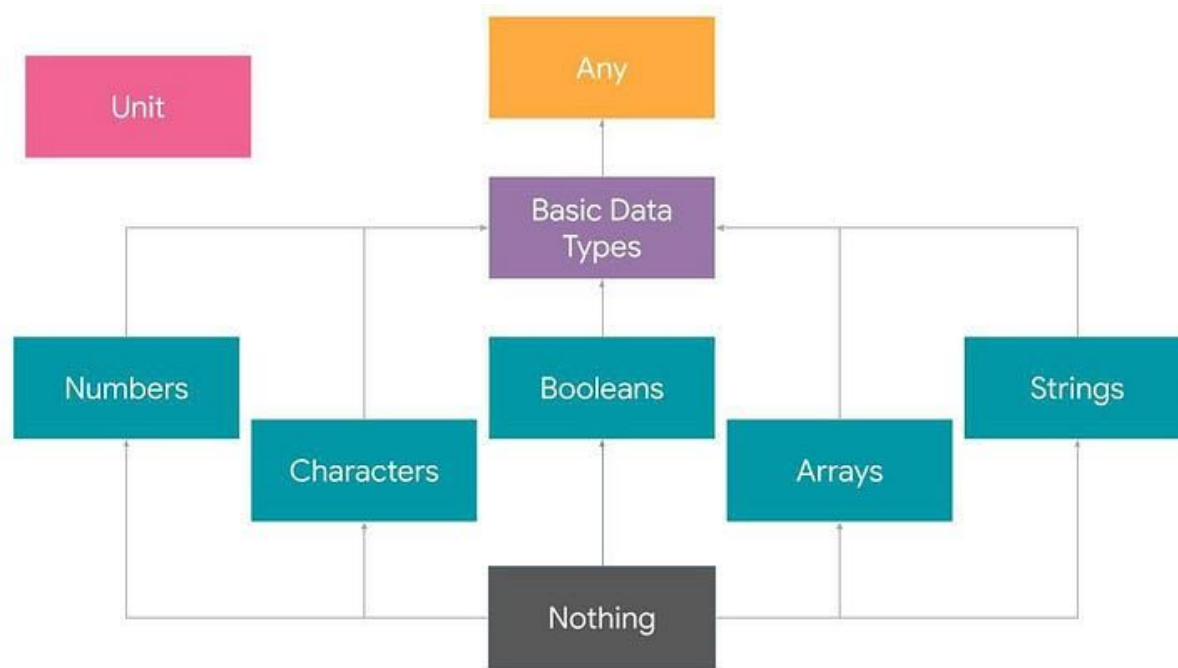 Any
Unit
Basic Data
Types
Numbers
Booleans
Strings
Characters
Arrays
Nothing